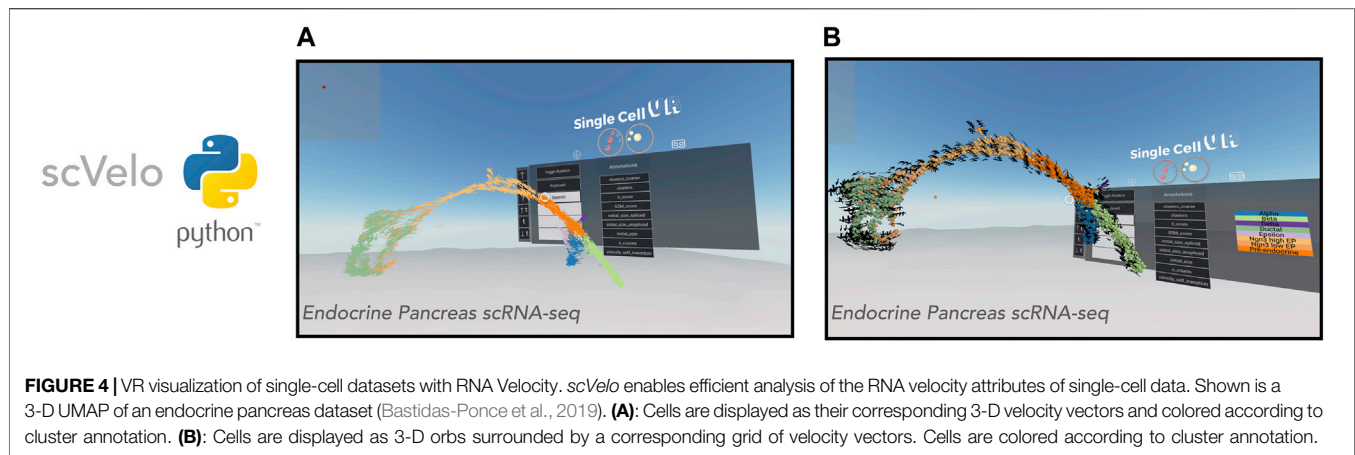 A
B
scVelo
python™
Single Cell VR
Toggle Rotation
Annotations
clusters_coarse
clusters
S_score
G2M_score
initial_size_spliced
initial_size_unspliced
initial_size
n_counts
velocity_self_transition
Endocrine Pancreas scRNA-seq
Single Cell VR
Annotations
clusters_coarse
clusters
S_score
G2M_score
initial_size_spliced
initial_size_unspliced
initial_size
n_counts
velocity_self_transition
Alpha
Beta
Delta
Ductal
Epsilon
Ngn3 high EP
Ngn3 low EP
Pre-endocrine
Endocrine Pancreas scRNA-seq
FIGURE 4 | VR visualization of single-cell datasets with RNA Velocity. scVelo enables efficient analysis of the RNA velocity attributes of single-cell data. Shown is a
3-D UMAP of an endocrine pancreas dataset (Bastidas-Ponce et al., 2019). (A): Cells are displayed as their corresponding 3-D velocity vectors and colored according to
cluster annotation. (B): Cells are displayed as 3-D orbs surrounded by a corresponding grid of velocity vectors. Cells are colored according to cluster annotation.